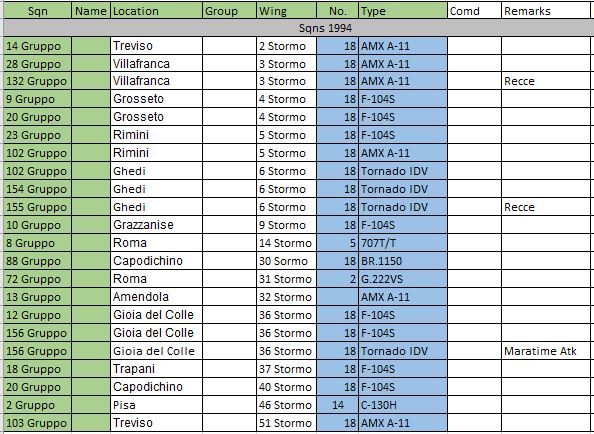 Sqn Name Location Group Wing No. Type Comd Remarks
Sqns 1994
14 Gruppo Treviso 2 Stormo 18 AMX A-11
28 Gruppo Villafranca 3 Stormo 18 AMX A-11
132 Gruppo Villafranca 3 Stormo 18 AMX A-11 Recce
9 Gruppo Grosseto 4 Stormo 18 F-104S
20 Gruppo Grosseto 4 Stormo 18 F-104S
23 Gruppo Rimini 5 Stormo 18 F-104S
102 Gruppo Rimini 5 Stormo 18 AMX A-11
102 Gruppo Ghedi 6 Stormo 18 Tornado IDV
154 Gruppo Ghedi 6 Stormo 18 Tornado IDV
155 Gruppo Ghedi 6 Stormo 18 Tornado IDV Recce
10 Gruppo Grazzanise 9 Stormo 18 F-104S
8 Gruppo Roma 14 Stormo 5 707T/T
88 Gruppo Capodichino 30 Sormo 18 BR.1150
72 Gruppo Roma 31 Stormo 2 G.222VS
13 Gruppo Amendola 32 Stormo AMX A-11
12 Gruppo Gioia del Colle 36 Stormo 18 F-104S
156 Gruppo Gioia del Colle 36 Stormo 18 F-104S
156 Gruppo Gioia del Colle 36 Stormo 18 Tornado IDV Maratime Atk
18 Gruppo Trapani 37 Stormo 18 F-104S
20 Gruppo Capodichino 40 Stormo 18 F-104S
2 Gruppo Pisa 46 Stormo 14 C-130H
103 Gruppo Treviso 51 Stormo 18 AMX A-11